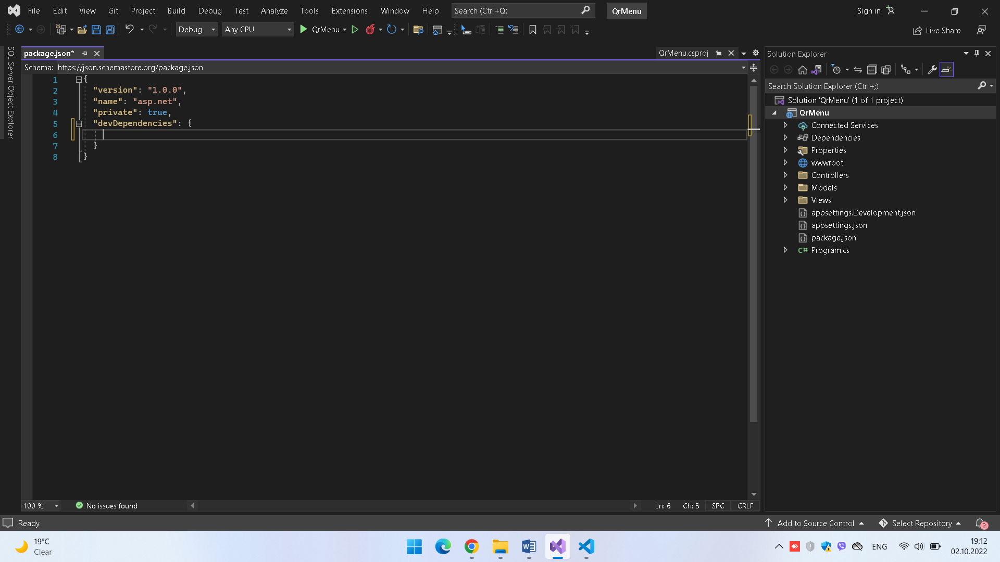 File Edit View Git Project Build Debug Test Analyze Tools Extensions Window Help Search (Ctrl+Q) QrMenu Sign in
Debug Any CPU QrMenu Live Share
SQL Server Object Explorer
package.json* QrMenu.csproj
Schema: https://json.schemastore.org/package.json
1 {
2 "version": "1.0.0",
3 "name": "asp.net",
4 "private": true,
5 "devDependencies": {
6
7 }
8 }
100 % No issues found Ln: 6 Ch: 5 SPC CRLF
Solution Explorer
Search Solution Explorer (Ctrl+;)
Solution 'QrMenu' (1 of 1 project)
QrMenu
Connected Services
Dependencies
Properties
wwwroot
Controllers
Models
Views
appsettings.Development.json
appsettings.json
package.json
C# Program.cs
Ready Add to Source Control Select Repository 2
19°C
Clear
ENG
19:12
02.10.2022